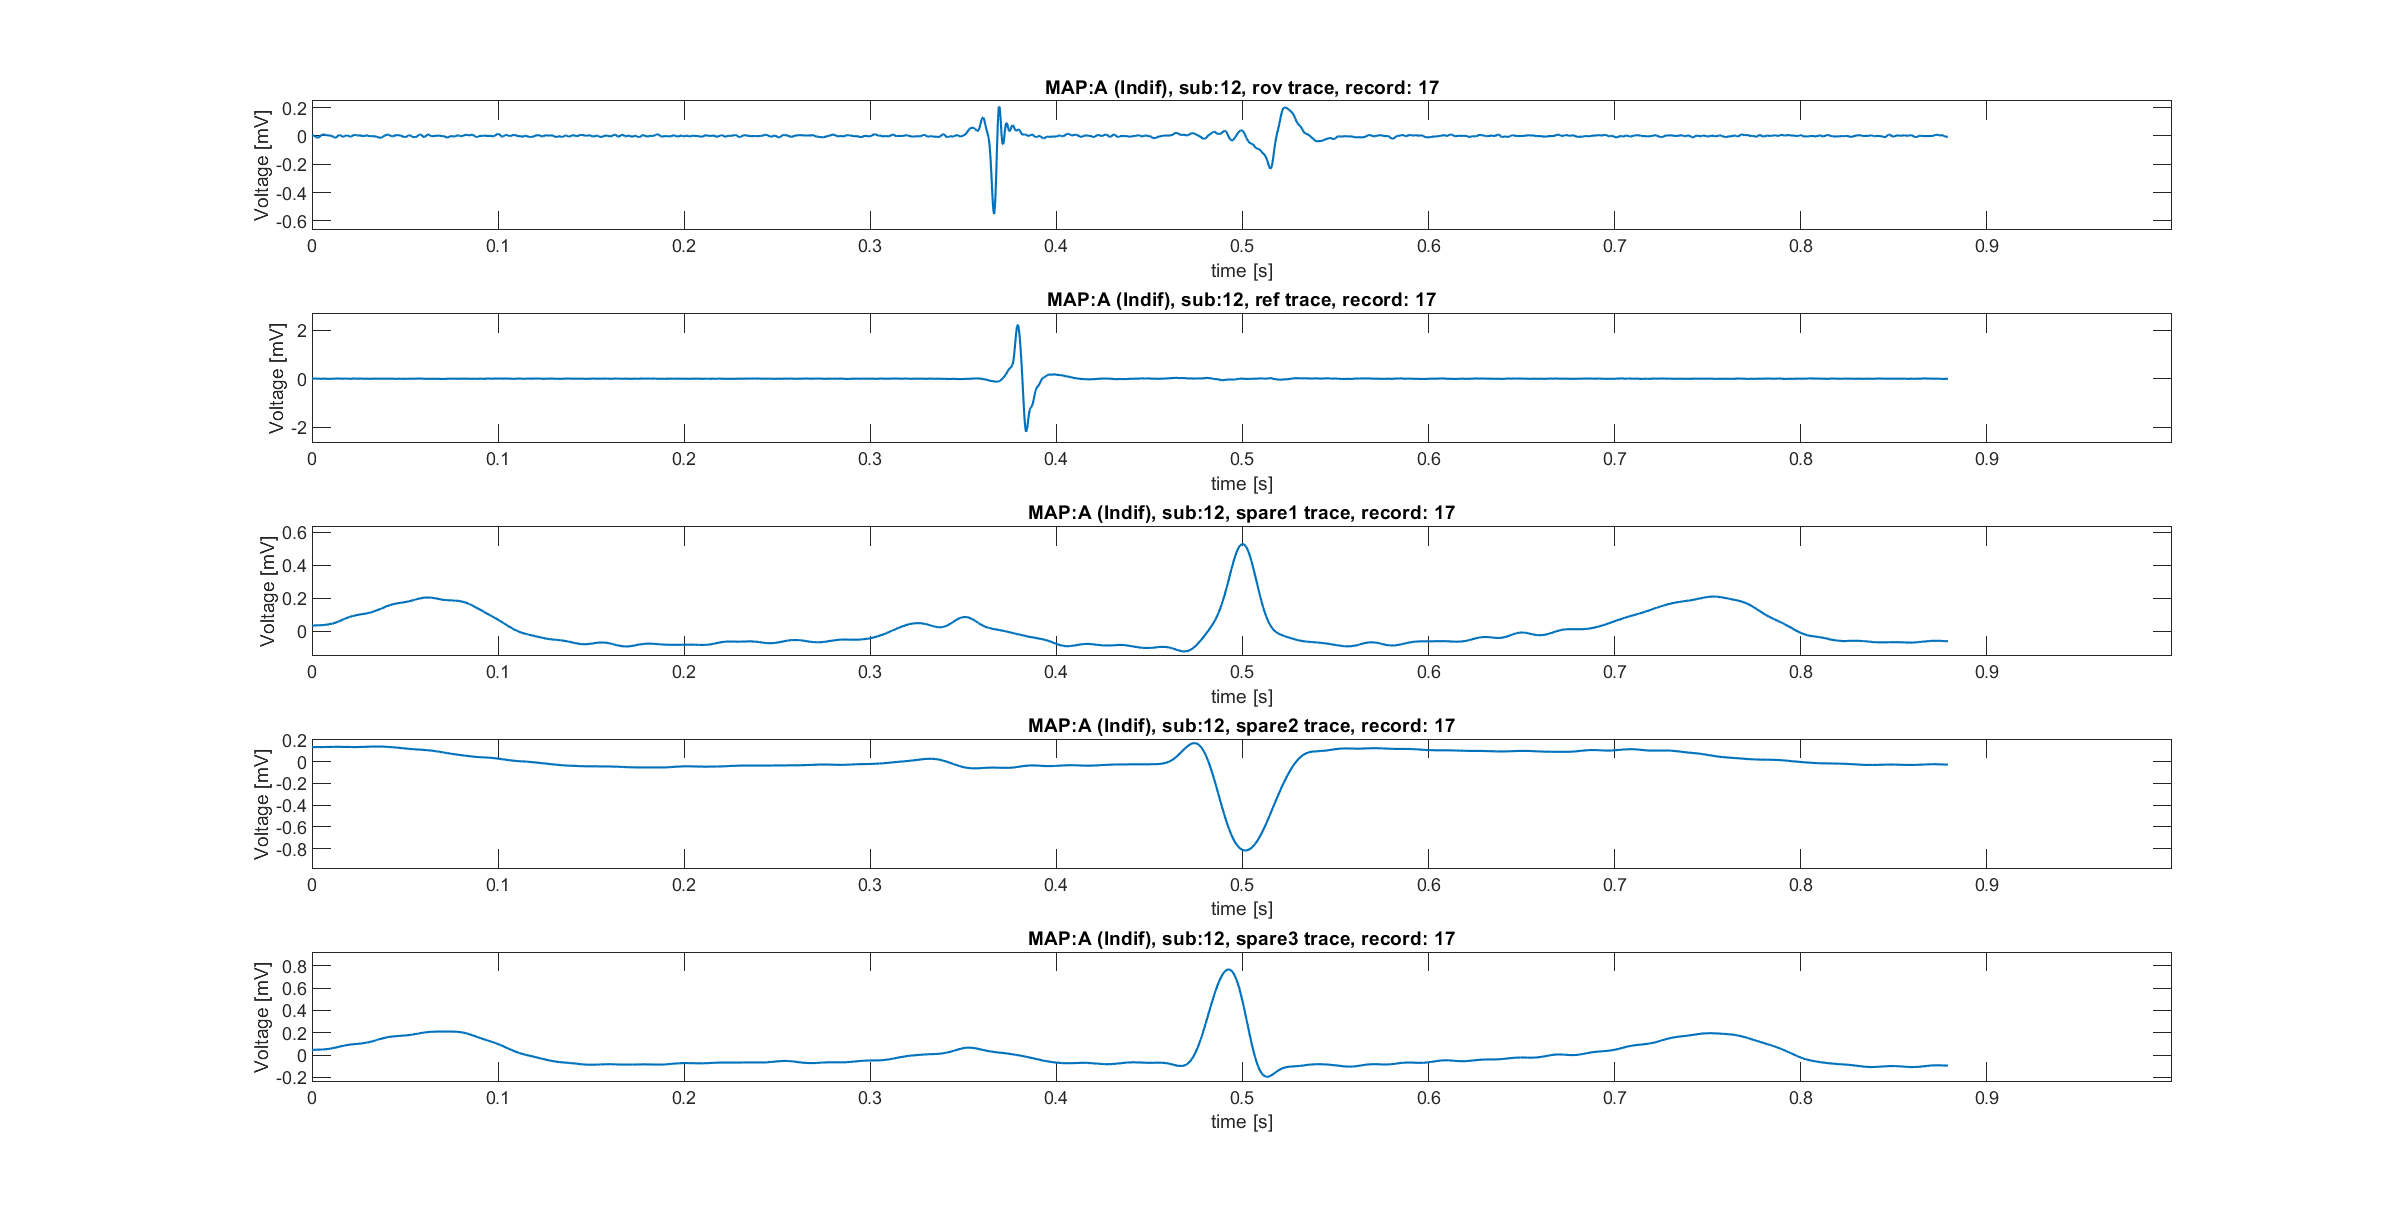 MAP:A (Indif), sub:12, rov trace, record: 17
Voltage [mV]
0.2
0
-0.2
-0.4
-0.6
0 0.1 0.2 0.3 0.4 0.5 0.6 0.7 0.8 0.9
time [s]
MAP:A (Indif), sub:12, ref trace, record: 17
Voltage [mV]
2
0
-2
0 0.1 0.2 0.3 0.4 0.5 0.6 0.7 0.8 0.9
time [s]
MAP:A (Indif), sub:12, spare1 trace, record: 17
Voltage [mV]
0.6
0.4
0.2
0
0 0.1 0.2 0.3 0.4 0.5 0.6 0.7 0.8 0.9
time [s]
MAP:A (Indif), sub:12, spare2 trace, record: 17
Voltage [mV]
0.2
0
-0.2
-0.4
-0.6
-0.8
0 0.1 0.2 0.3 0.4 0.5 0.6 0.7 0.8 0.9
time [s]
MAP:A (Indif), sub:12, spare3 trace, record: 17
Voltage [mV]
0.8
0.6
0.4
0.2
0
-0.2
0 0.1 0.2 0.3 0.4 0.5 0.6 0.7 0.8 0.9
time [s]